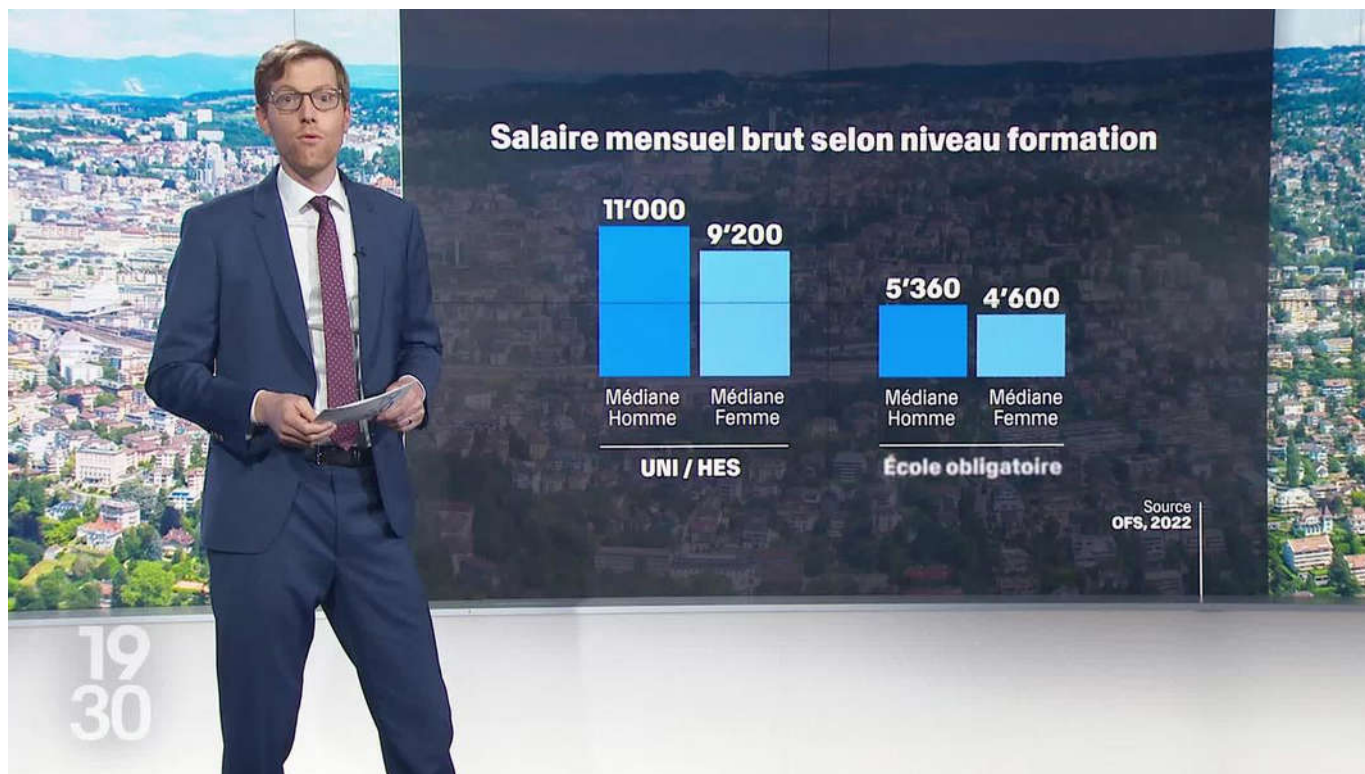 Salaire mensuel brut selon niveau formation
11'000
9'200
Médiane
Homme
Médiane
Femme
UNI / HES
5'360
4'600
Médiane
Homme
Médiane
Femme
École obligatoire
Source
OFS, 2022
19
30